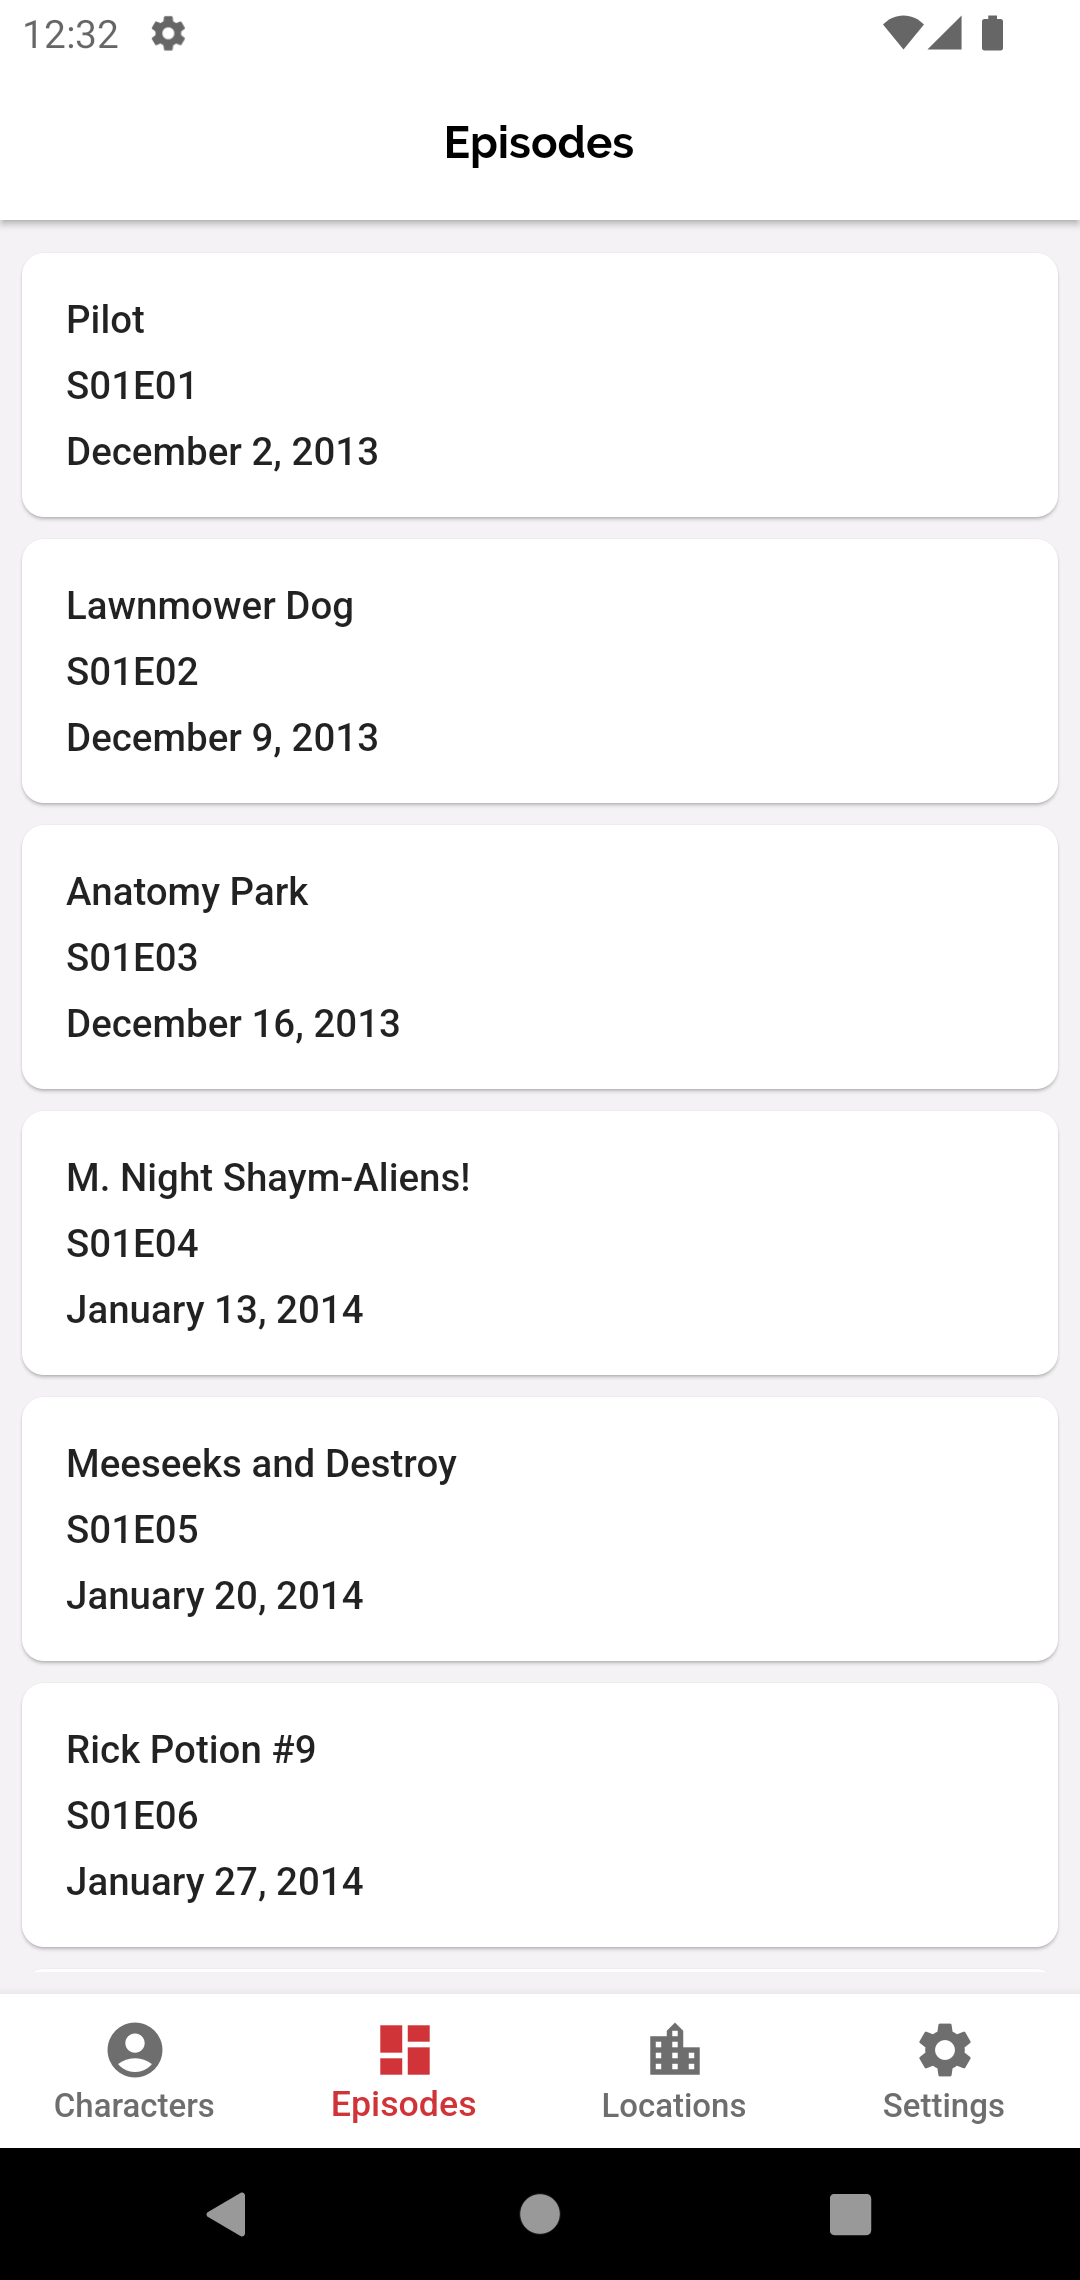 12:32
Episodes
Pilot
S01E01
December 2, 2013
Lawnmower Dog
S01E02
December 9, 2013
Anatomy Park
S01E03
December 16, 2013
M. Night Shaym-Aliens!
S01E04
January 13, 2014
Meeseeks and Destroy
S01E05
January 20, 2014
Rick Potion #9
S01E06
January 27, 2014
Characters
Episodes
Locations
Settings